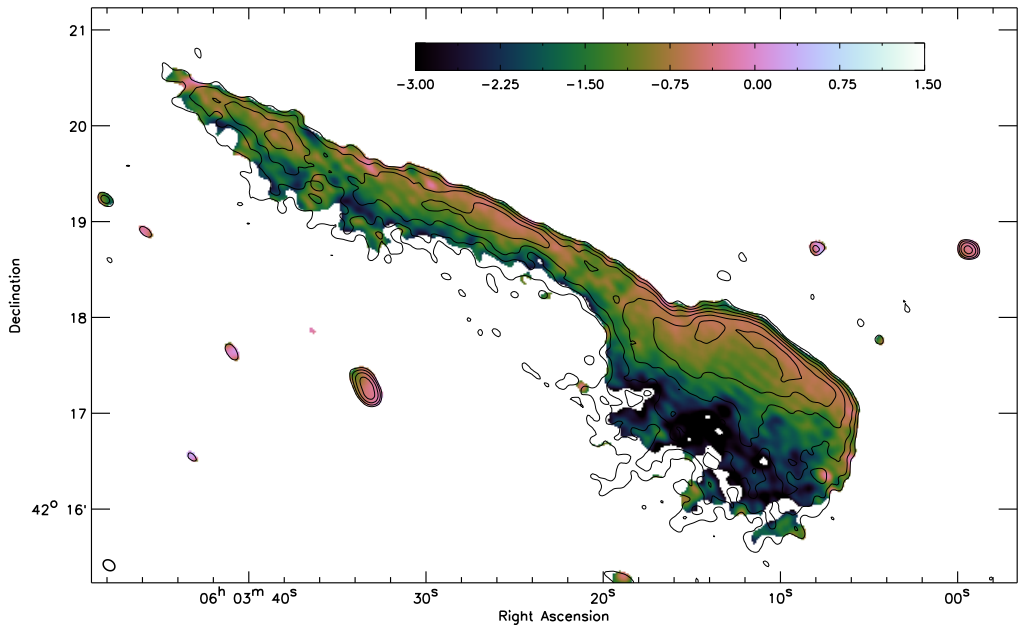 21
−3.00 −2.25 −1.50 −0.75 0.00 0.75 1.50
20
19
Declination
18
17
42° 16'
06ʰ 03ᵐ 40ˢ 30ˢ 20ˢ 10ˢ 00ˢ
Right Ascension